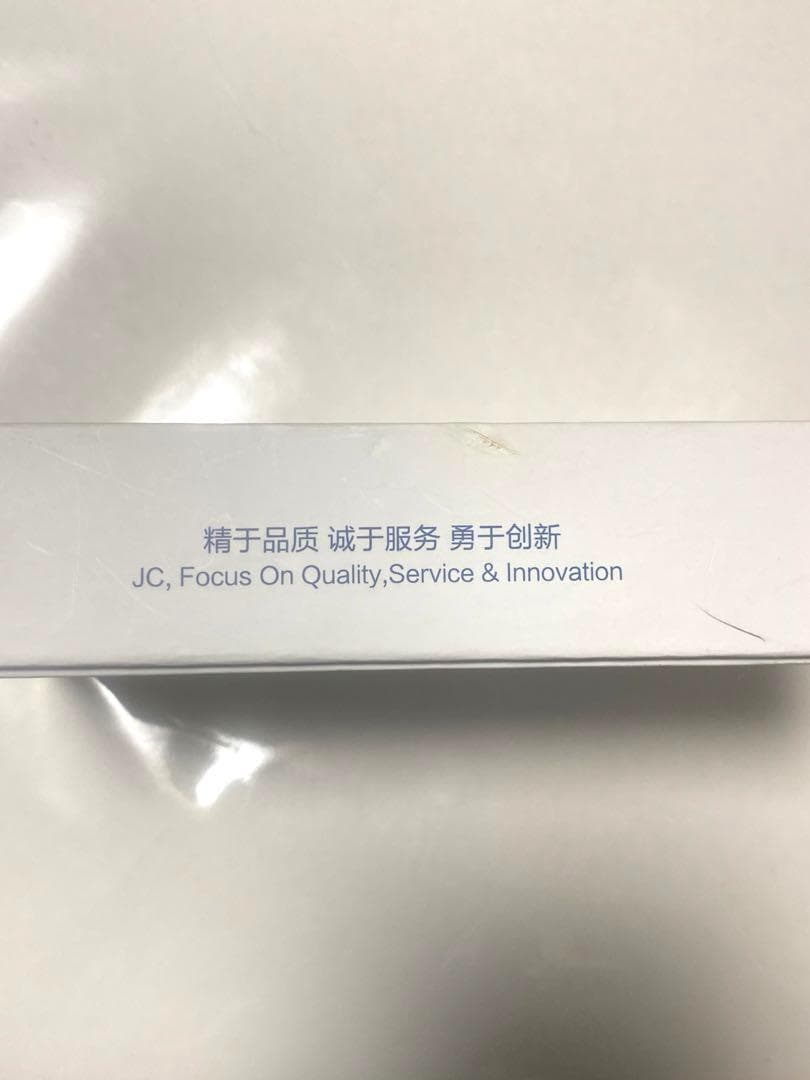 精于品质 诚于服务 勇于创新
JC, Focus On Quality,Service & Innovation